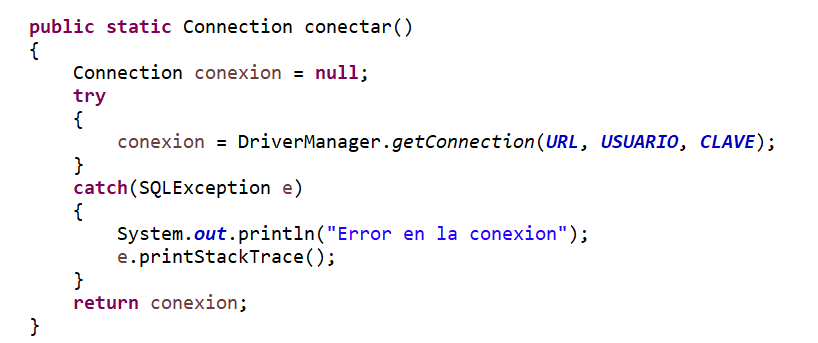 public static Connection conectar()
{
    Connection conexion = null;
    try
    {
        conexion = DriverManager.getConnection(URL, USUARIO, CLAVE);
    }
    catch(SQLException e)
    {
        System.out.println("Error en la conexion");
        e.printStackTrace();
    }
    return conexion;
}